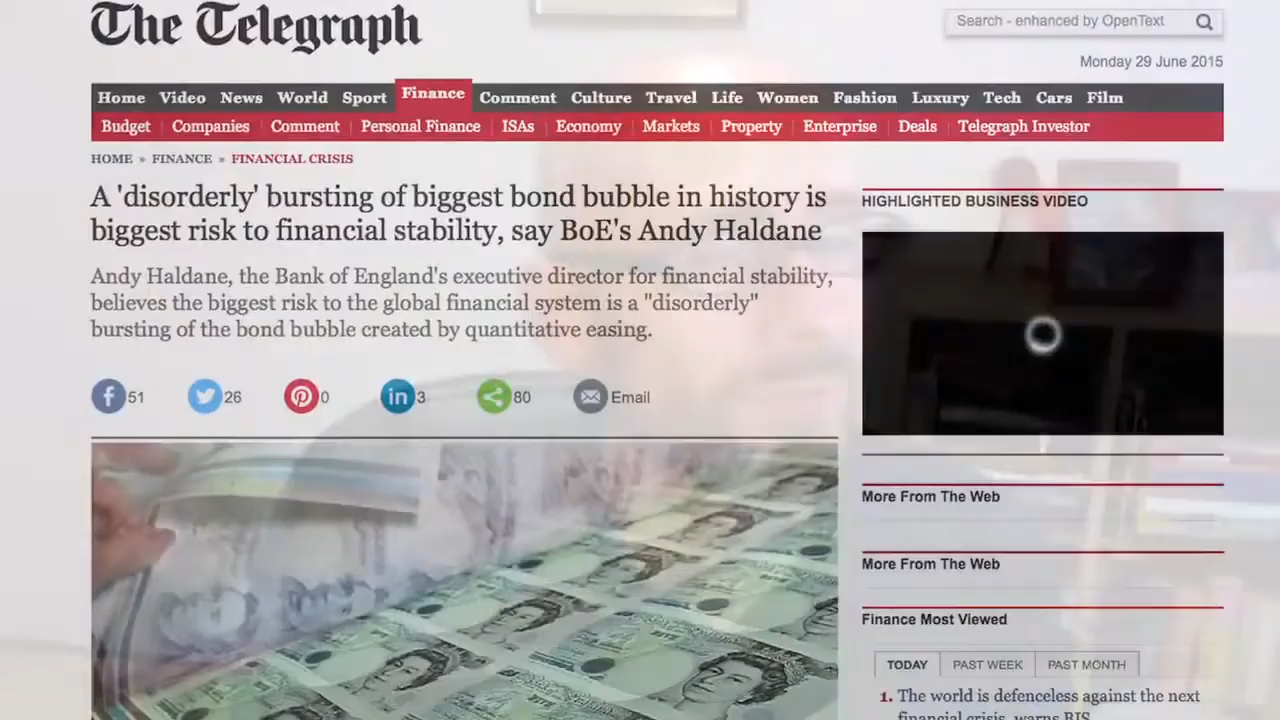 The Telegraph
Search - enhanced by OpenText
Monday 29 June 2015
Home Video News World Sport Finance Comment Culture Travel Life Women Fashion Luxury Tech Cars Film
Budget Companies Comment Personal Finance ISAs Economy Markets Property Enterprise Deals Telegraph Investor
HOME » FINANCE » FINANCIAL CRISIS
A 'disorderly' bursting of biggest bond bubble in history is
biggest risk to financial stability, say BoE's Andy Haldane
Andy Haldane, the Bank of England's executive director for financial stability,
believes the biggest risk to the global financial system is a "disorderly"
bursting of the bond bubble created by quantitative easing.
f 51 26 0 in 3 80 Email
HIGHLIGHTED BUSINESS VIDEO
More From The Web
More From The Web
Finance Most Viewed
TODAY PAST WEEK PAST MONTH
1. The world is defenceless against the next
financial crisis, warns BIS